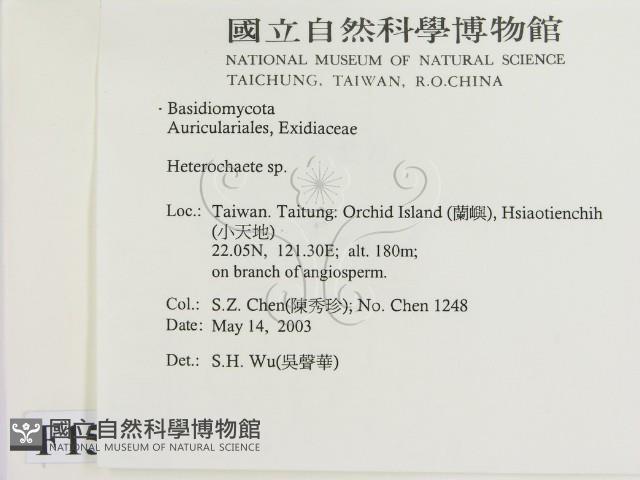 國立自然科學博物館
NATIONAL MUSEUM OF NATURAL SCIENCE
TAICHUNG, TAIWAN, R.O.CHINA
· Basidiomycota
Auriculariales, Exidiaceae
Heterochaete sp.
Loc.: Taiwan. Taitung: Orchid Island (蘭嶼), Hsiaotienchih
(小天地)
22.05N, 121.30E; alt. 180m;
on branch of angiosperm.
Col.: S.Z. Chen(陳秀珍); No. Chen 1248
Date: May 14, 2003
Det.: S.H. Wu(吳聲華)
國立自然科學博物館
NATIONAL MUSEUM OF NATURAL SCIENCE